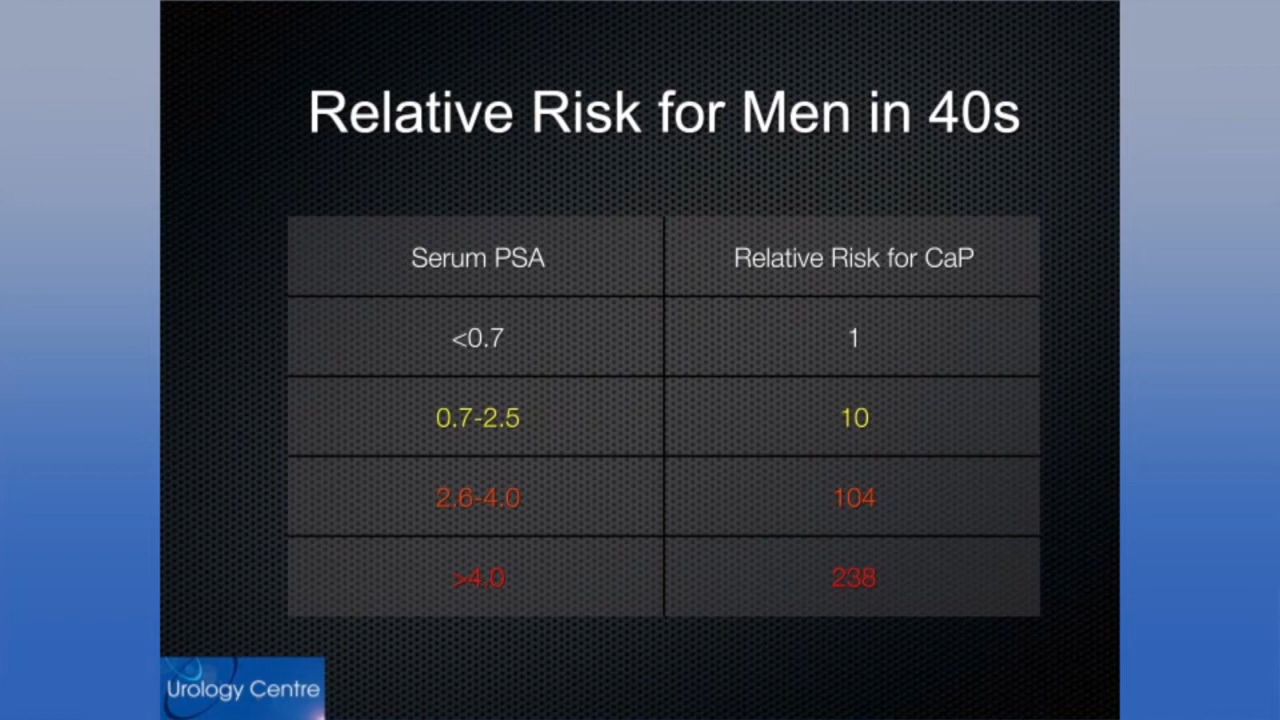 Relative Risk for Men in 40s
Serum PSA Relative Risk for CaP
<0.7 1
0.7-2.5 10
2.6-4.0 104
>4.0 238
Urology Centre